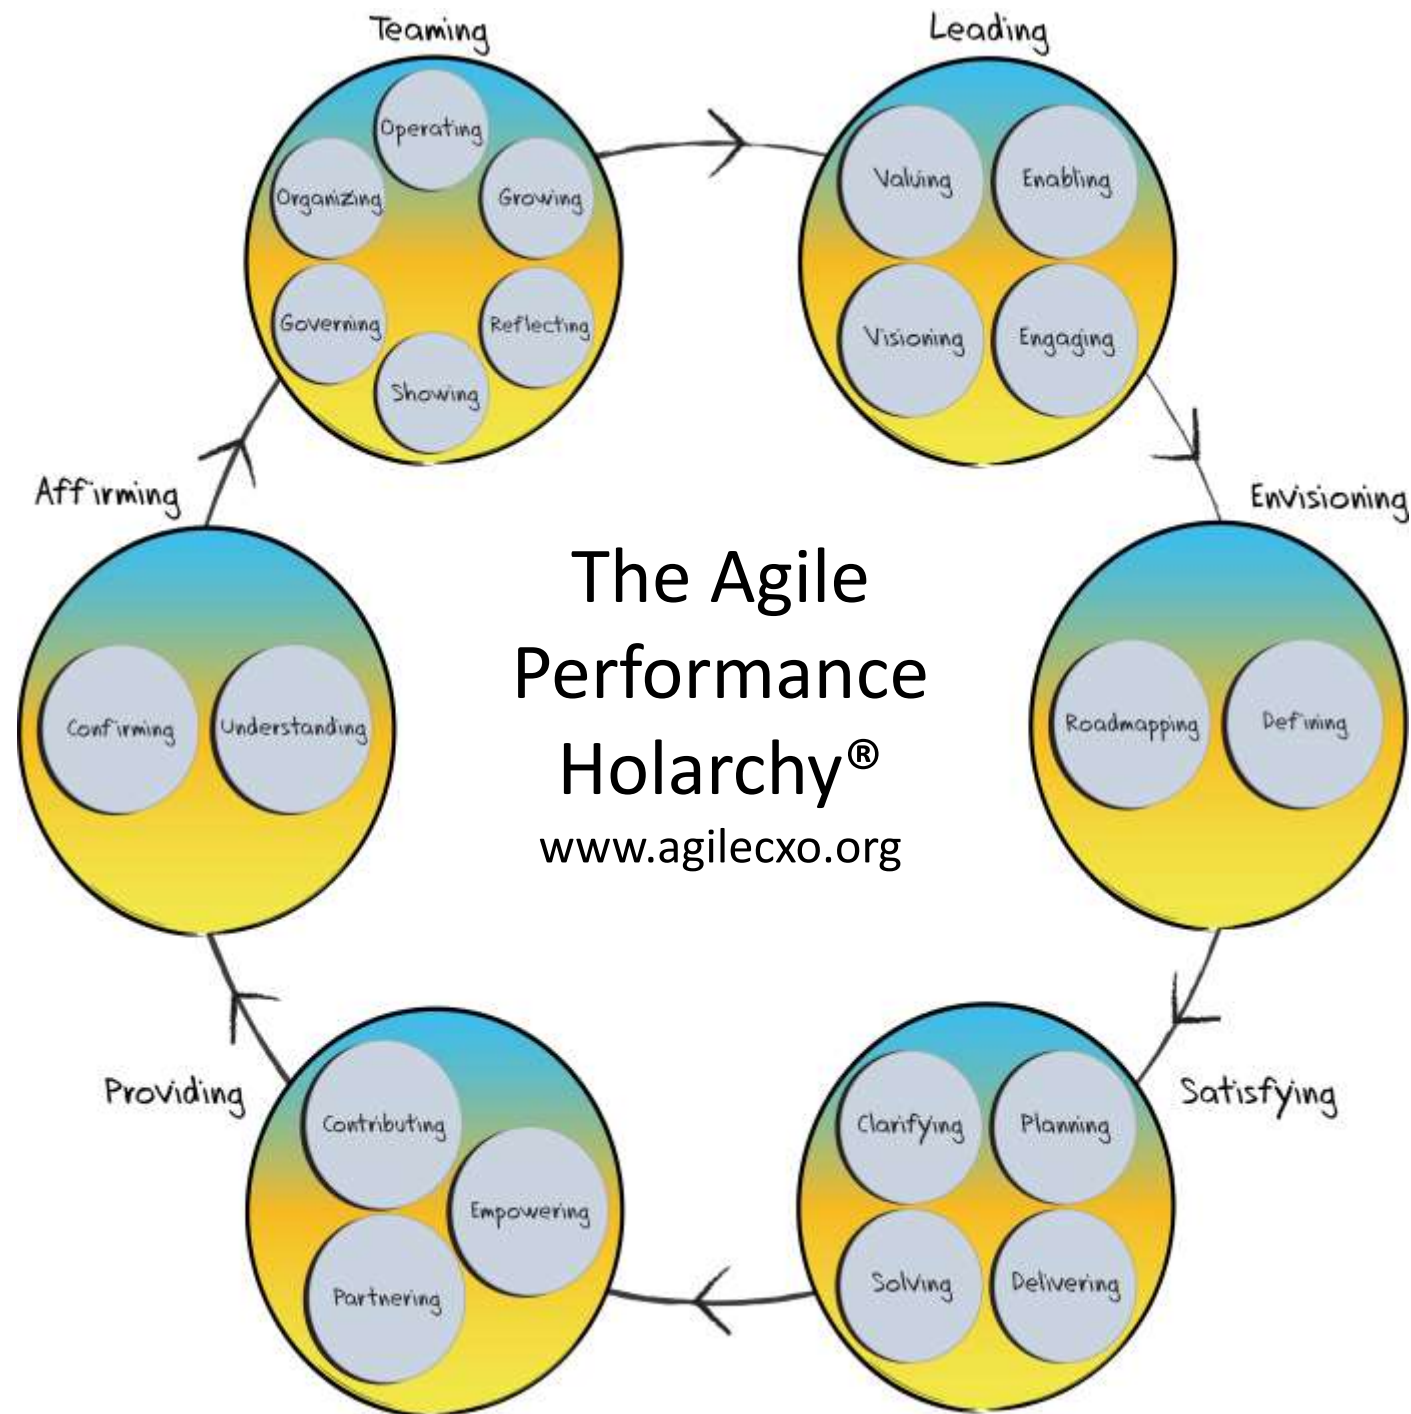 Teaming
Operating
Organizing
Growing
Governing
Reflecting
Showing
Leading
Valuing
Enabling
Visioning
Engaging
Envisioning
Roadmapping
Defining
Satisfying
Clarifying
Planning
Solving
Delivering
Providing
Contributing
Empowering
Partnering
Affirming
Confirming
Understanding
The Agile
Performance
Holarchy®
www.agilecxo.org